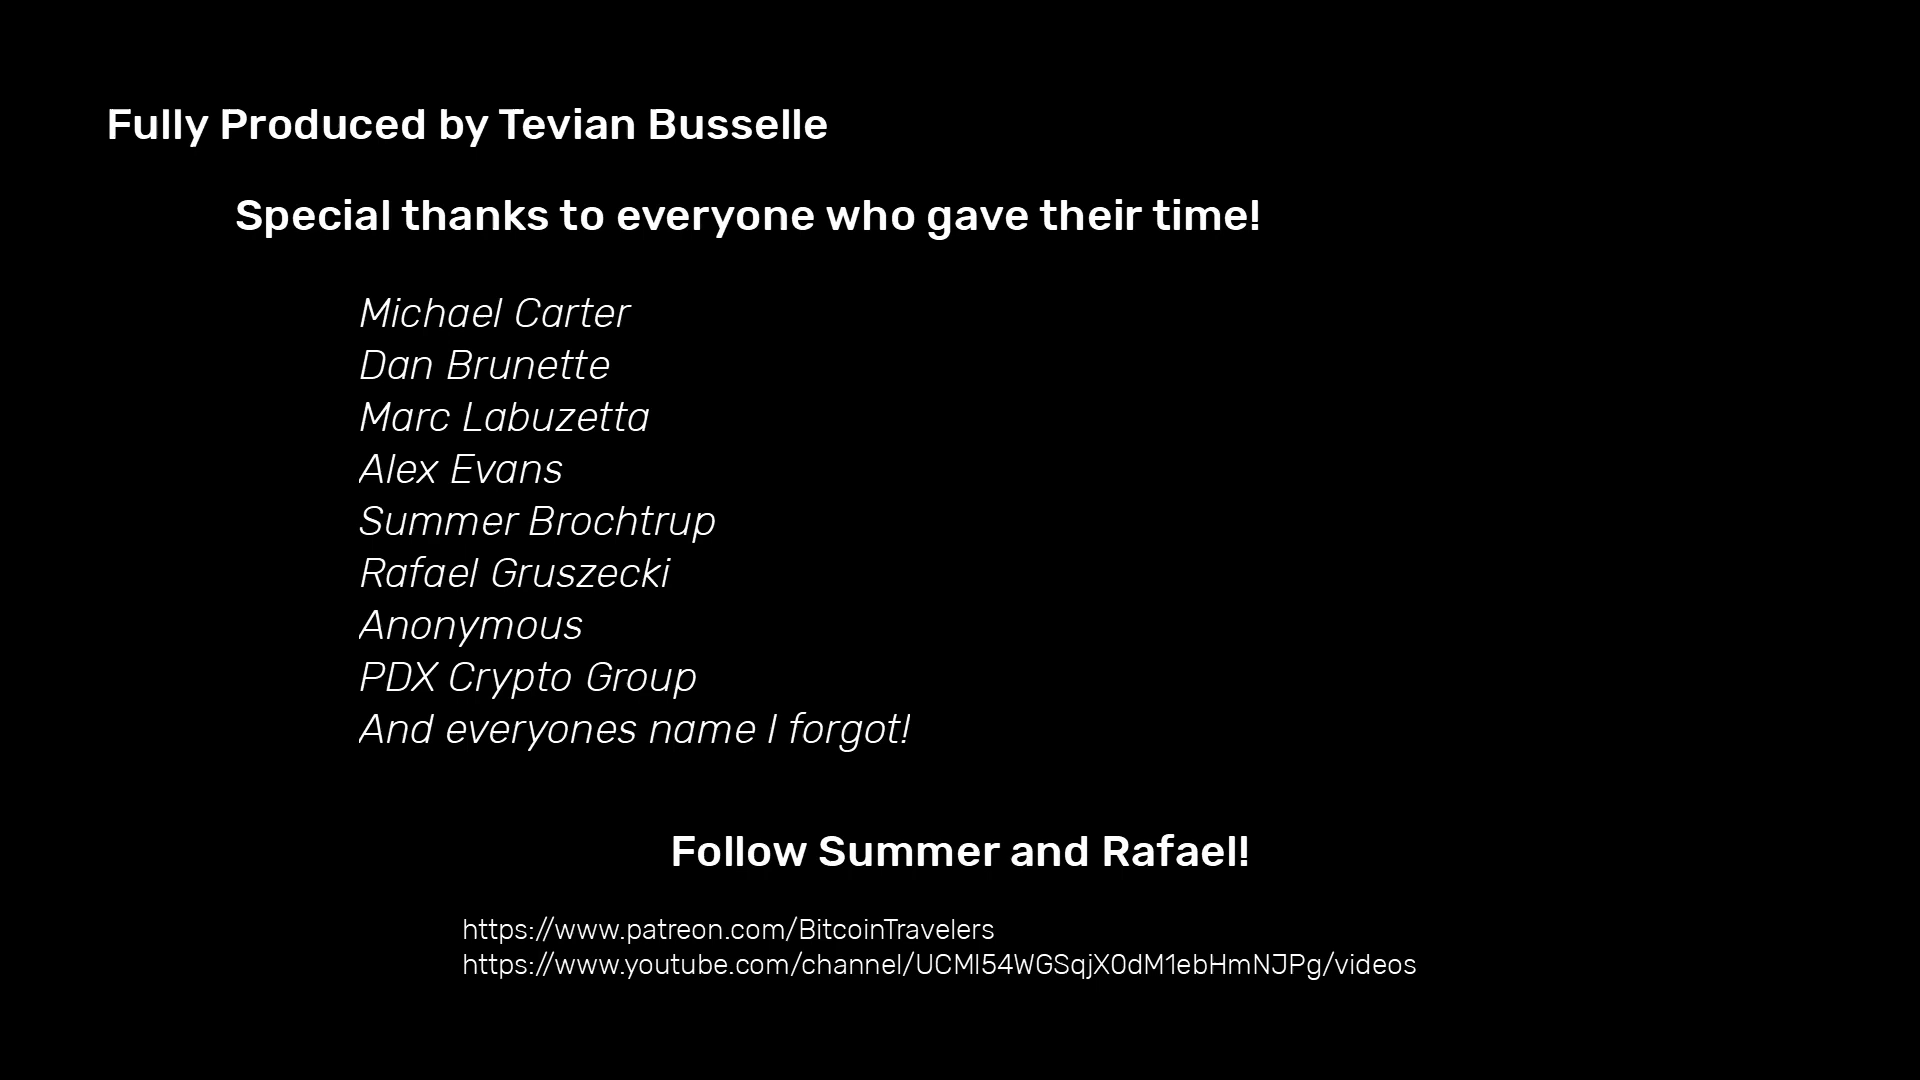 Fully Produced by Tevian Busselle
Special thanks to everyone who gave their time!
Michael Carter
Dan Brunette
Marc Labuzetta
Alex Evans
Summer Brochtrup
Rafael Gruszecki
Anonymous
PDX Crypto Group
And everyones name I forgot!
Follow Summer and Rafael!
https://www.patreon.com/BitcoinTravelers
https://www.youtube.com/channel/UCMl54WGSqjX0dM1ebHmNJPg/videos